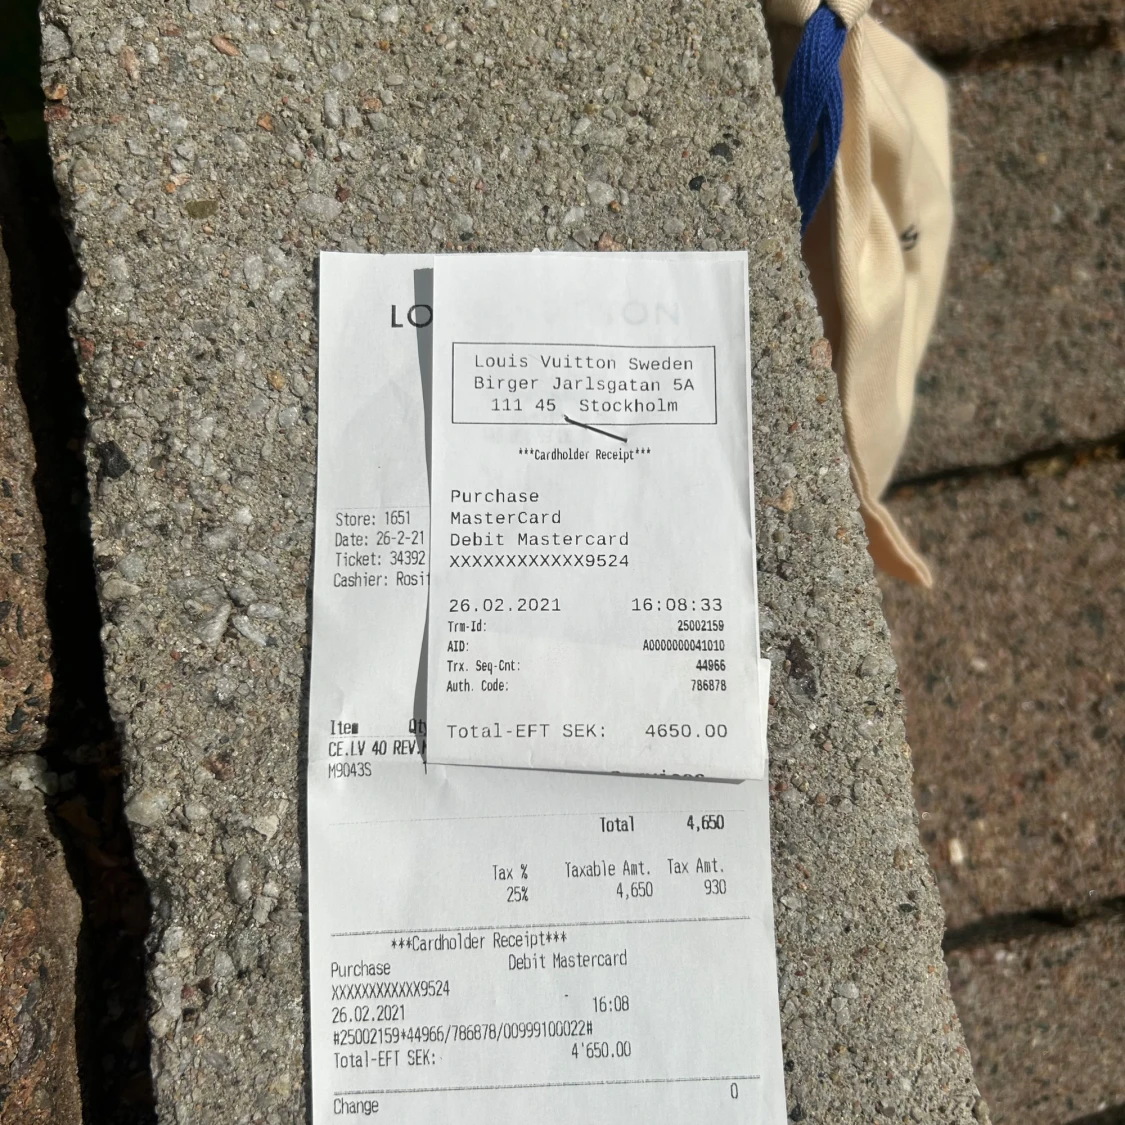 LO
Louis Vuitton Sweden
Birger Jarlsgatan 5A
111 45 Stockholm
***Cardholder Receipt***
Purchase
MasterCard
Debit Mastercard
XXXXXXXXXXXX9524
26.02.2021 16:08:33
Trm-Id: 25002159
AID: A0000000041010
Trx. Seq-Cnt: 44966
Auth. Code: 786878
Total-EFT SEK: 4650.00
Store: 1651
Date: 26-2-21
Ticket: 34392
Cashier:
Item
CE.LV 40 REV.
M9043S
Total 4,650
Tax % Taxable Amt. Tax Amt.
25% 4,650 930
***Cardholder Receipt***
Purchase Debit Mastercard
XXXXXXXXXXXX9524
26.02.2021 16:08
#25002159*44966/786878/00999100022#
Total-EFT SEK: 4'650.00
Change 0